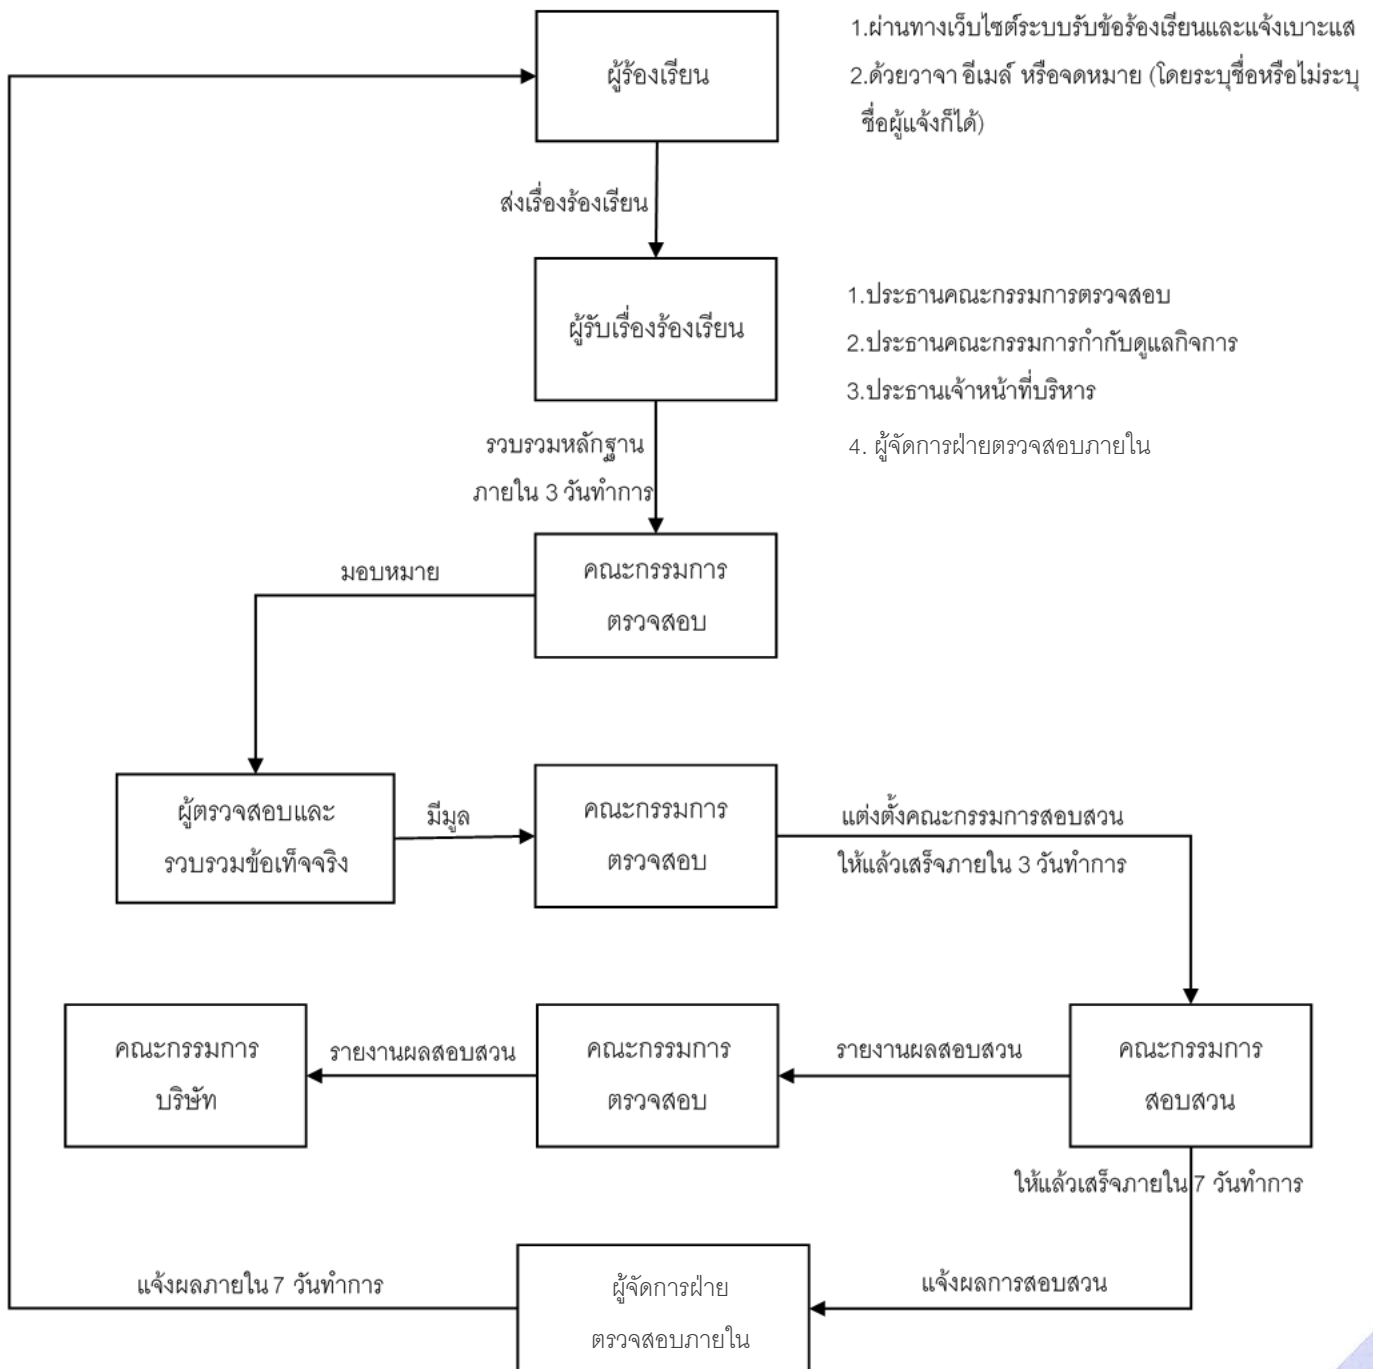 ผู้ร้องเรียน
1.ผ่านทางเว็บไซต์ระบบรับข้อร้องเรียนและแจ้งเบาะแส
2.ด้วยวาจา อีเมล์ หรือจดหมาย (โดยระบุชื่อหรือไม่ระบุ
ชื่อผู้แจ้งก็ได้)
ส่งเรื่องร้องเรียน
ผู้รับเรื่องร้องเรียน
1.ประธานคณะกรรมการตรวจสอบ
2.ประธานคณะกรรมการกำกับดูแลกิจการ
3.ประธานเจ้าหน้าที่บริหาร
4. ผู้จัดการฝ่ายตรวจสอบภายใน
รวบรวมหลักฐาน
ภายใน 3 วันทำการ
คณะกรรมการ
ตรวจสอบ
มอบหมาย
ผู้ตรวจสอบและ
รวบรวมข้อเท็จจริง
มีมูล
คณะกรรมการ
ตรวจสอบ
แต่งตั้งคณะกรรมการสอบสวน
ให้แล้วเสร็จภายใน 3 วันทำการ
คณะกรรมการ
บริษัท
รายงานผลสอบสวน
คณะกรรมการ
ตรวจสอบ
รายงานผลสอบสวน
คณะกรรมการ
สอบสวน
ให้แล้วเสร็จภายใน 7 วันทำการ
แจ้งผลภายใน 7 วันทำการ
ผู้จัดการฝ่าย
ตรวจสอบภายใน
แจ้งผลการสอบสวน